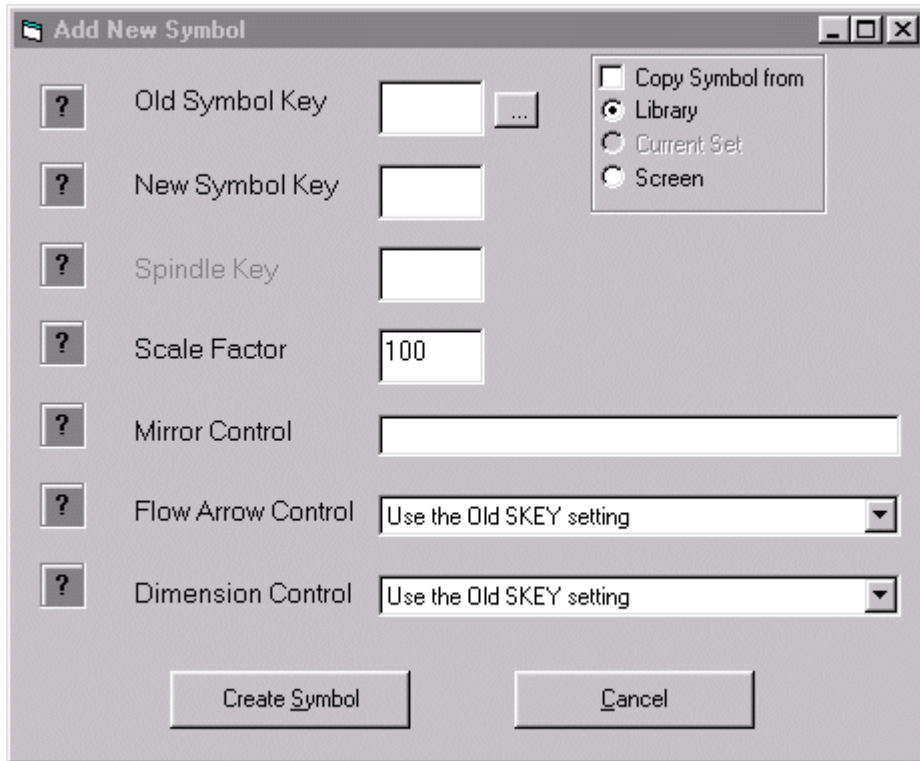 Add New Symbol
? Old Symbol Key ...
Copy Symbol from
Library
Current Set
Screen
? New Symbol Key
? Spindle Key
? Scale Factor 100
? Mirror Control
? Flow Arrow Control Use the Old SKEY setting
? Dimension Control Use the Old SKEY setting
Create Symbol Cancel